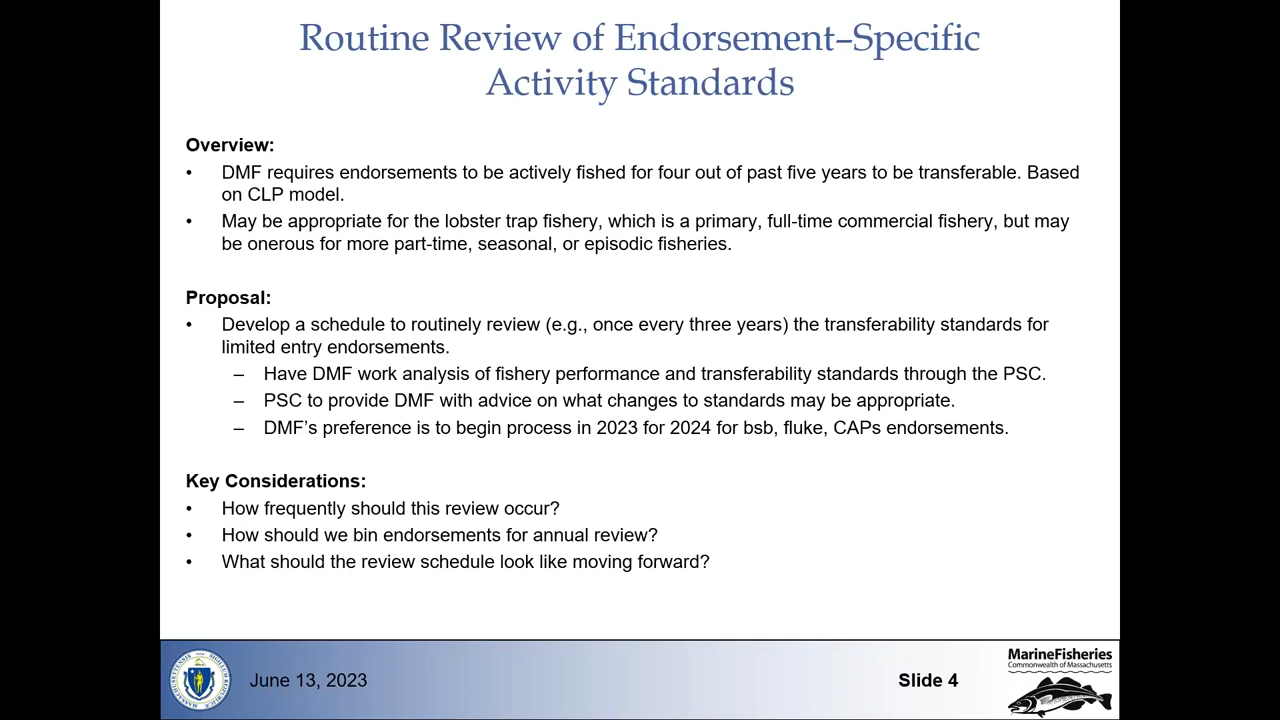 Routine Review of Endorsement–Specific
Activity Standards
Overview:
• DMF requires endorsements to be actively fished for four out of past five years to be transferable. Based
on CLP model.
• May be appropriate for the lobster trap fishery, which is a primary, full-time commercial fishery, but may
be onerous for more part-time, seasonal, or episodic fisheries.
Proposal:
• Develop a schedule to routinely review (e.g., once every three years) the transferability standards for
limited entry endorsements.
– Have DMF work analysis of fishery performance and transferability standards through the PSC.
– PSC to provide DMF with advice on what changes to standards may be appropriate.
– DMF’s preference is to begin process in 2023 for 2024 for bsb, fluke, CAPs endorsements.
Key Considerations:
• How frequently should this review occur?
• How should we bin endorsements for annual review?
• What should the review schedule look like moving forward?
June 13, 2023
Slide 4
MarineFisheries
Commonwealth of Massachusetts